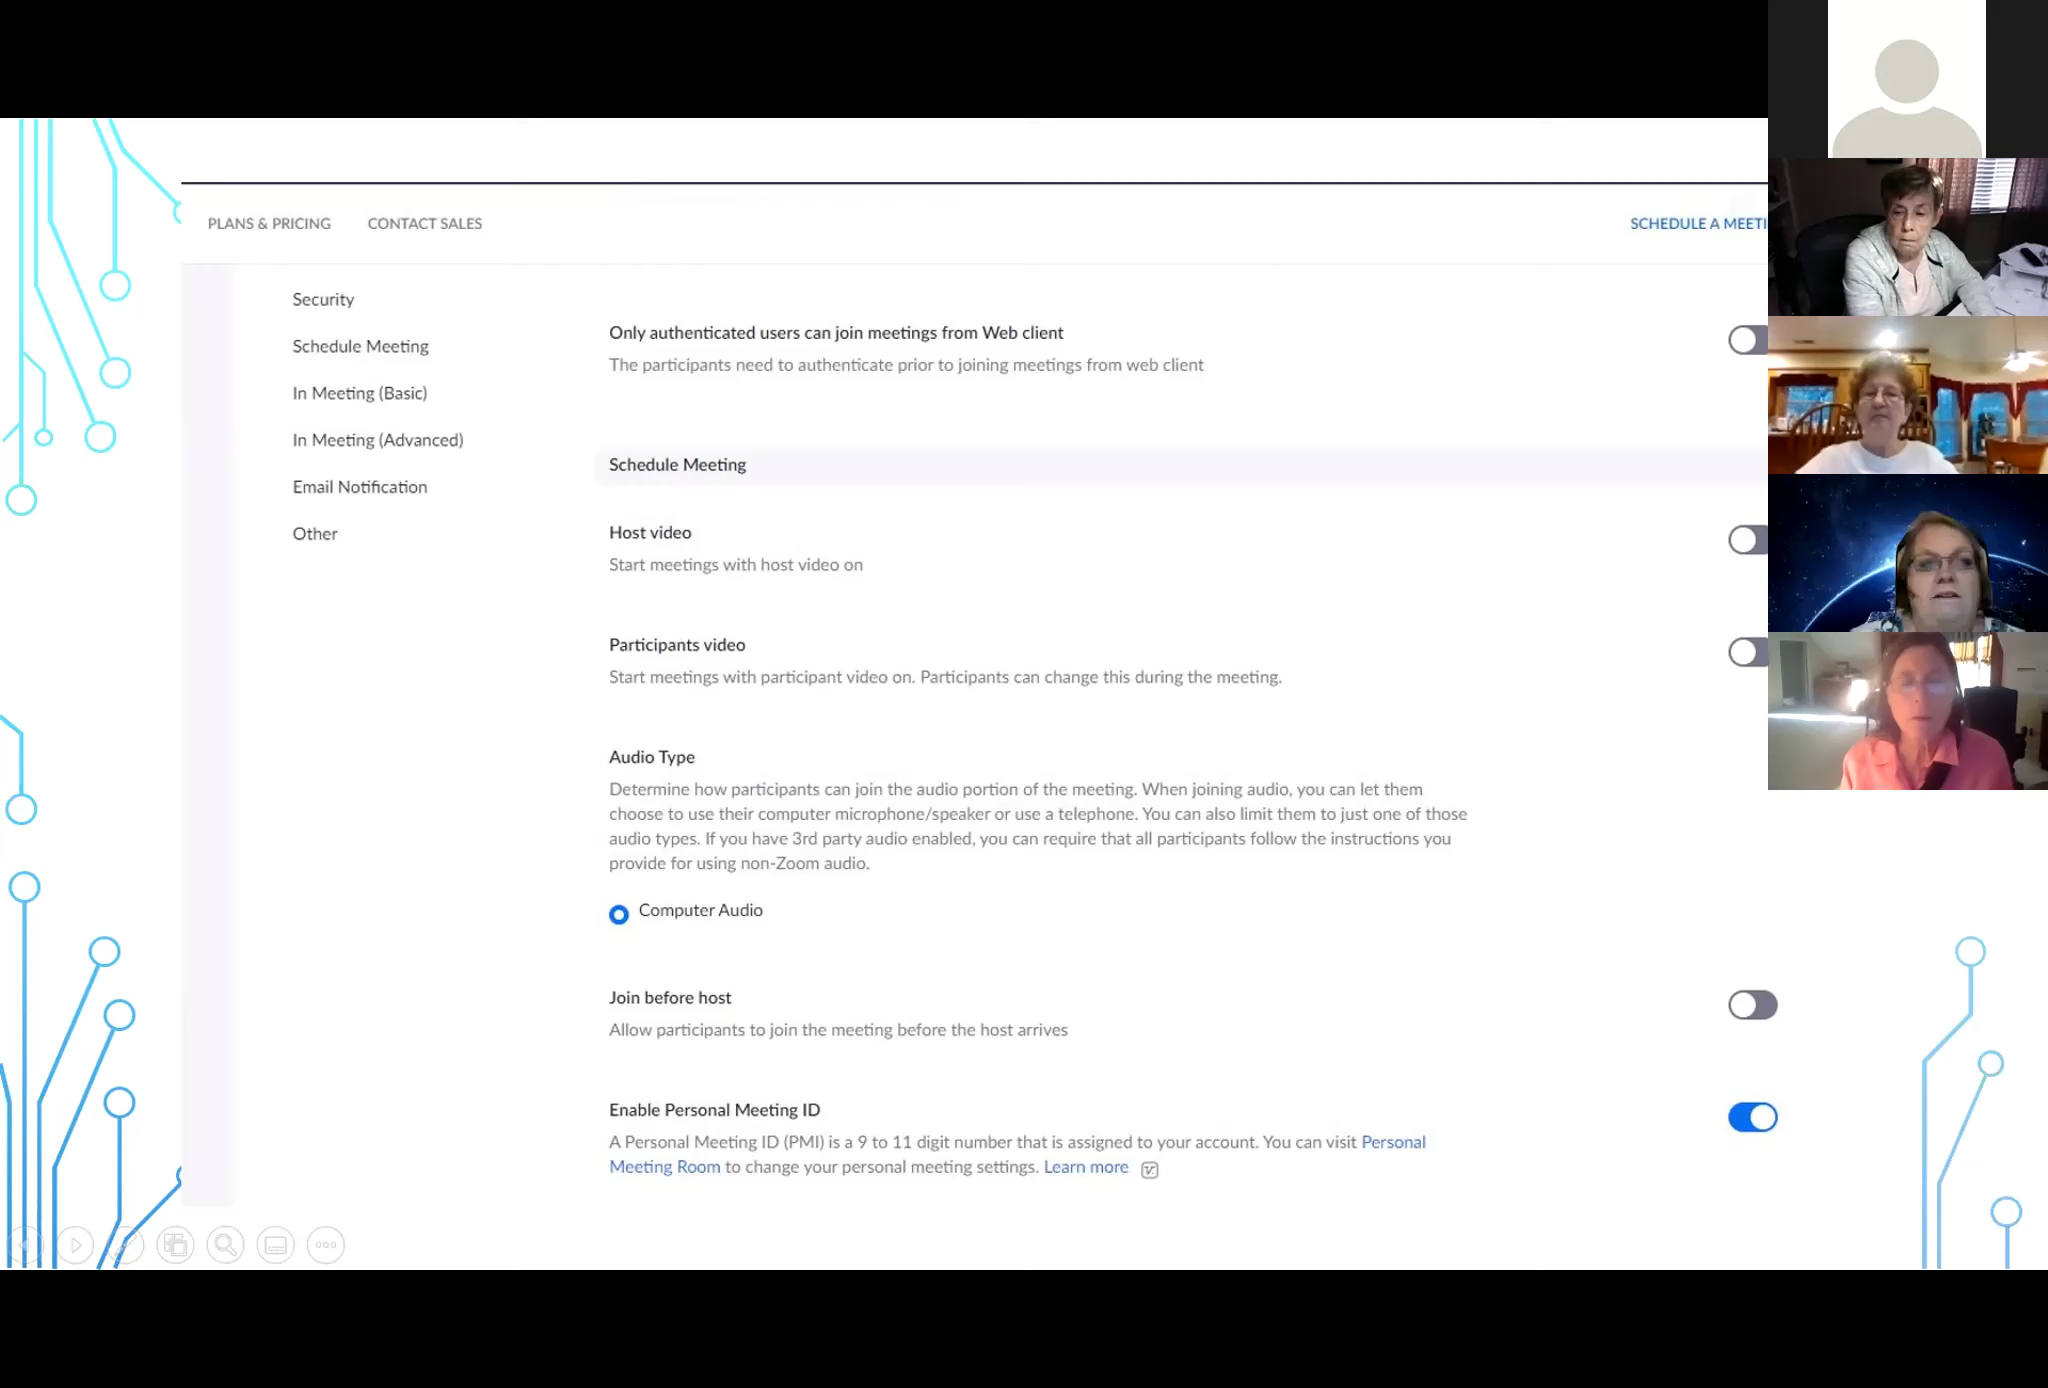 PLANS & PRICING CONTACT SALES SCHEDULE A MEETI
Security
Schedule Meeting
In Meeting (Basic)
In Meeting (Advanced)
Email Notification
Other
Only authenticated users can join meetings from Web client
The participants need to authenticate prior to joining meetings from web client
Schedule Meeting
Host video
Start meetings with host video on
Participants video
Start meetings with participant video on. Participants can change this during the meeting.
Audio Type
Determine how participants can join the audio portion of the meeting. When joining audio, you can let them
choose to use their computer microphone/speaker or use a telephone. You can also limit them to just one of those
audio types. If you have 3rd party audio enabled, you can require that all participants follow the instructions you
provide for using non-Zoom audio.
Computer Audio
Join before host
Allow participants to join the meeting before the host arrives
Enable Personal Meeting ID
A Personal Meeting ID (PMI) is a 9 to 11 digit number that is assigned to your account. You can visit Personal
Meeting Room to change your personal meeting settings. Learn more